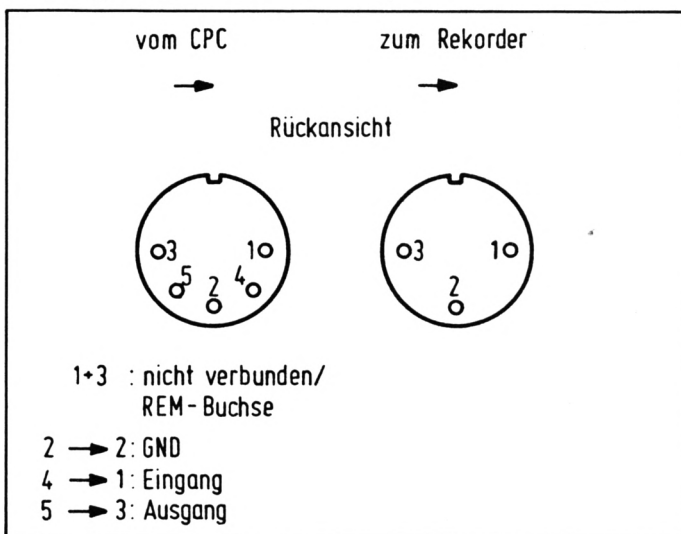 vom CPC zum Rekorder
Rückansicht
3 1 3 1
5 2 4 2
1+3 : nicht verbunden/
REM-Buchse
2 → 2: GND
4 → 1: Eingang
5 → 3: Ausgang